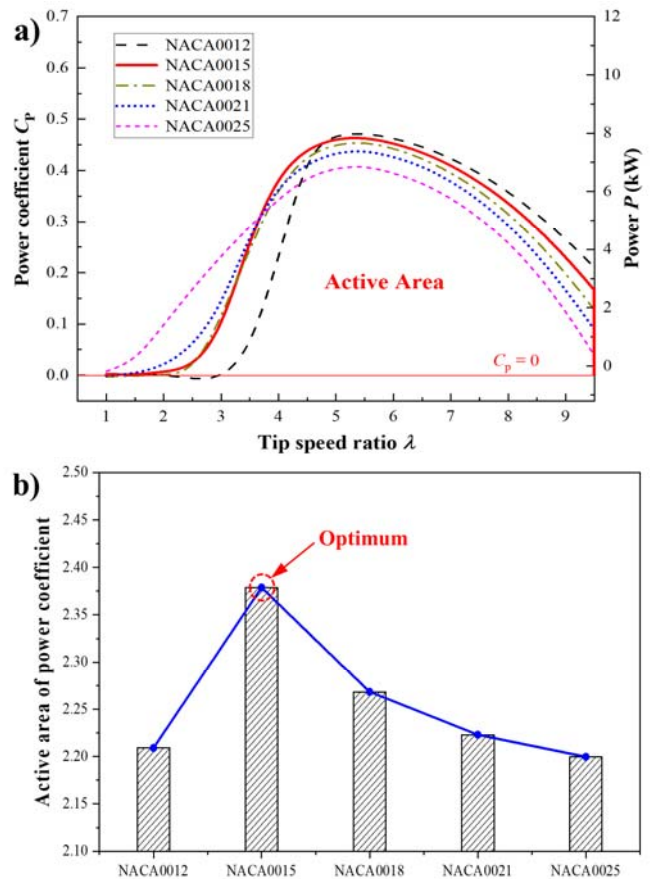 a)
0.7
0.6
0.5
0.4
0.3
0.2
0.1
0.0
Power coefficient C_P
NACA0012
NACA0015
NACA0018
NACA0021
NACA0025
12
10
8
6
4
2
0
Power P (kW)
Active Area
C_p = 0
1 2 3 4 5 6 7 8 9
Tip speed ratio λ
b)
2.50
2.45
2.40
2.35
2.30
2.25
2.20
2.15
2.10
Active area of power coefficient
Optimum
NACA0012 NACA0015 NACA0018 NACA0021 NACA0025